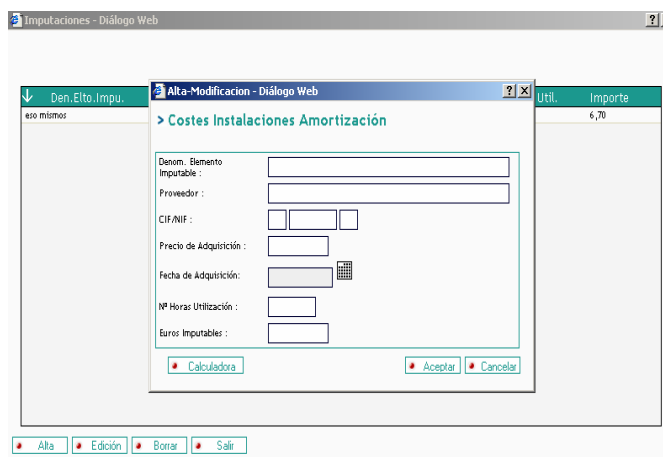 Imputaciones - Diálogo Web
Den.Elto.Impu.
Util.
Importe
eso mismos
6,70
Alta-Modificacion - Diálogo Web
> Costes Instalaciones Amortización
Denom. Elemento
Imputable :
Proveedor :
CIF/NIF :
Precio de Adquisición :
Fecha de Adquisición:
Nº Horas Utilización :
Euros Imputables :
Calculadora
Aceptar
Cancelar
Alta
Edición
Borrar
Salir